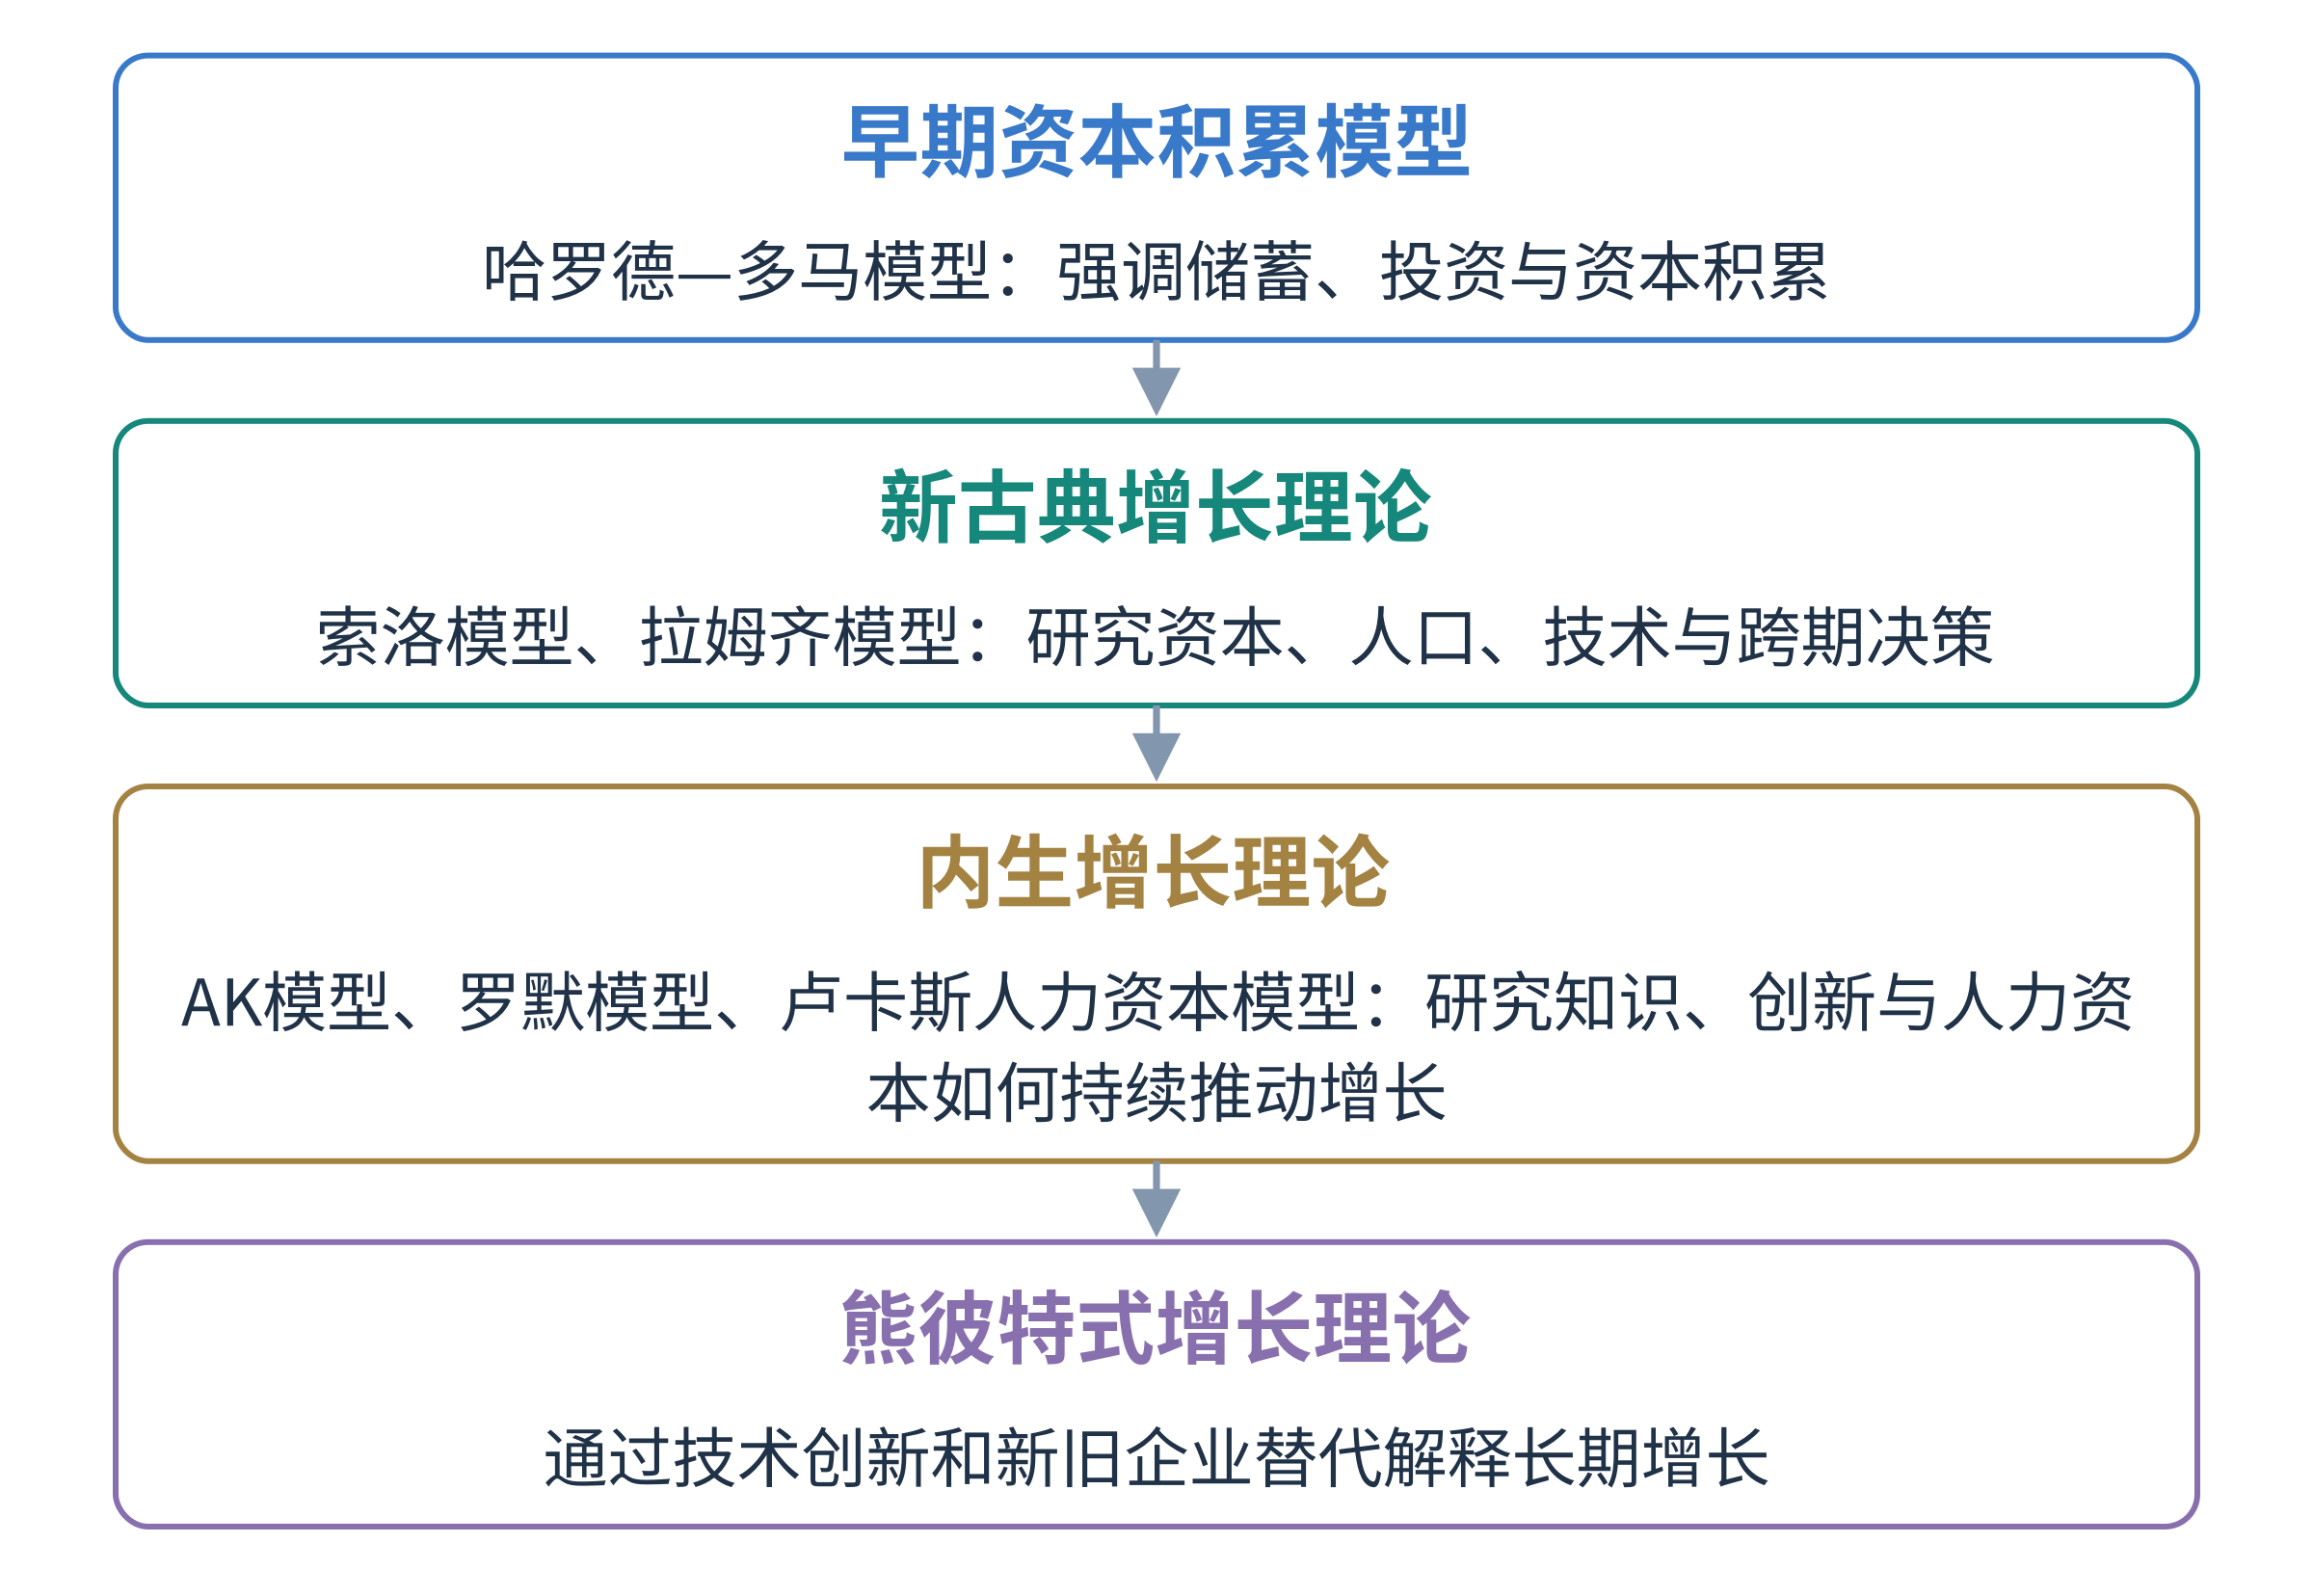 早期资本积累模型
哈罗德—多马模型：强调储蓄、投资与资本积累
新古典增长理论
索洛模型、拉姆齐模型：研究资本、人口、技术与跨期决策
内生增长理论
AK模型、罗默模型、卢卡斯人力资本模型：研究知识、创新与人力资
本如何持续推动增长
熊彼特式增长理论
通过技术创新和新旧企业替代解释长期增长